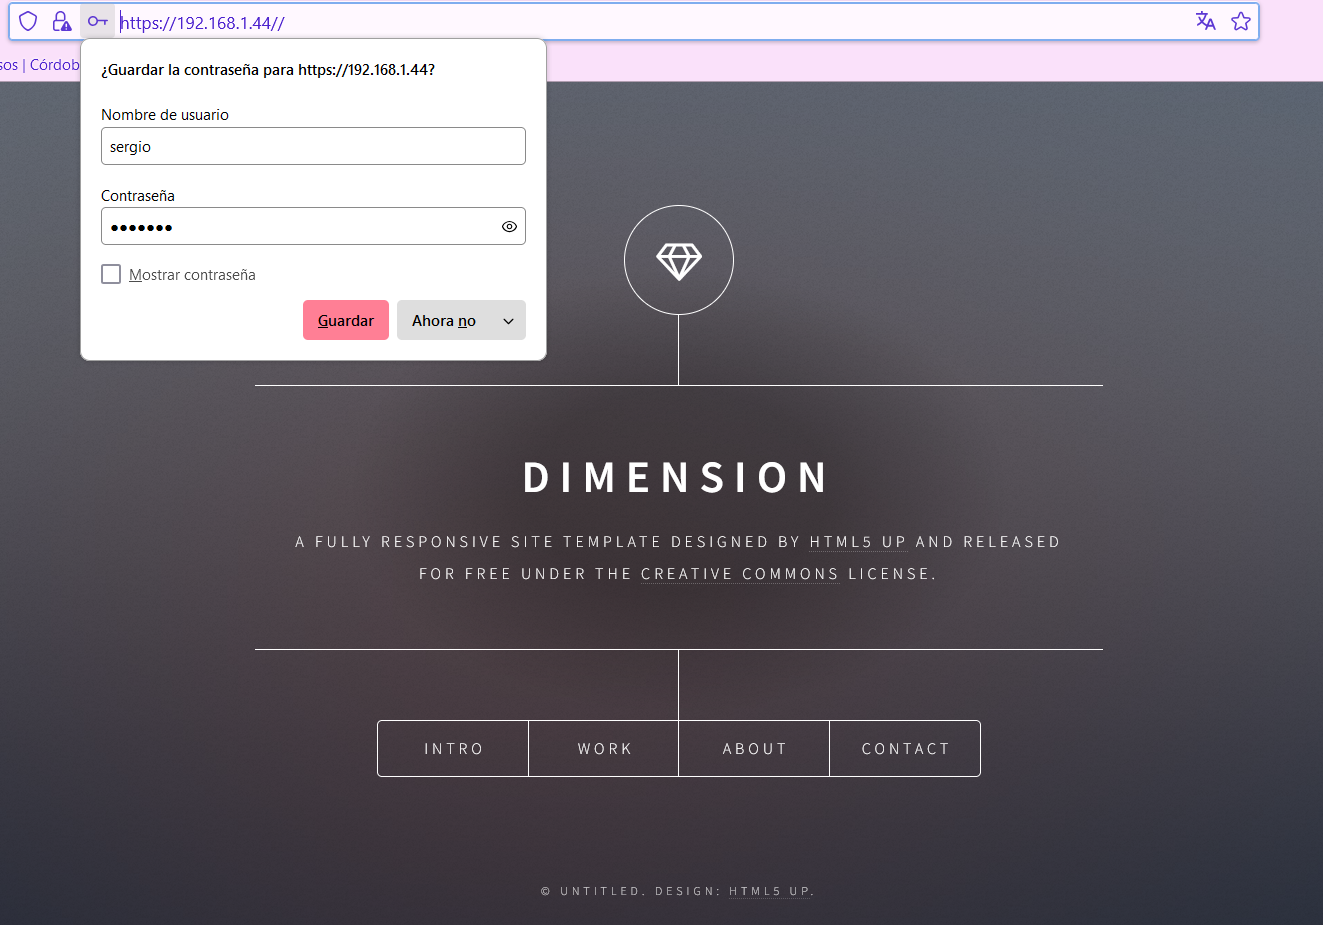 https://192.168.1.44//
sos | Córdob
¿Guardar la contraseña para https://192.168.1.44?
Nombre de usuario
sergio
Contraseña
●●●●●●●
Mostrar contraseña
Guardar
Ahora no
DIMENSION
A FULLY RESPONSIVE SITE TEMPLATE DESIGNED BY HTML5 UP AND RELEASED
FOR FREE UNDER THE CREATIVE COMMONS LICENSE.
INTRO
WORK
ABOUT
CONTACT
© UNTITLED. DESIGN: HTML5 UP.